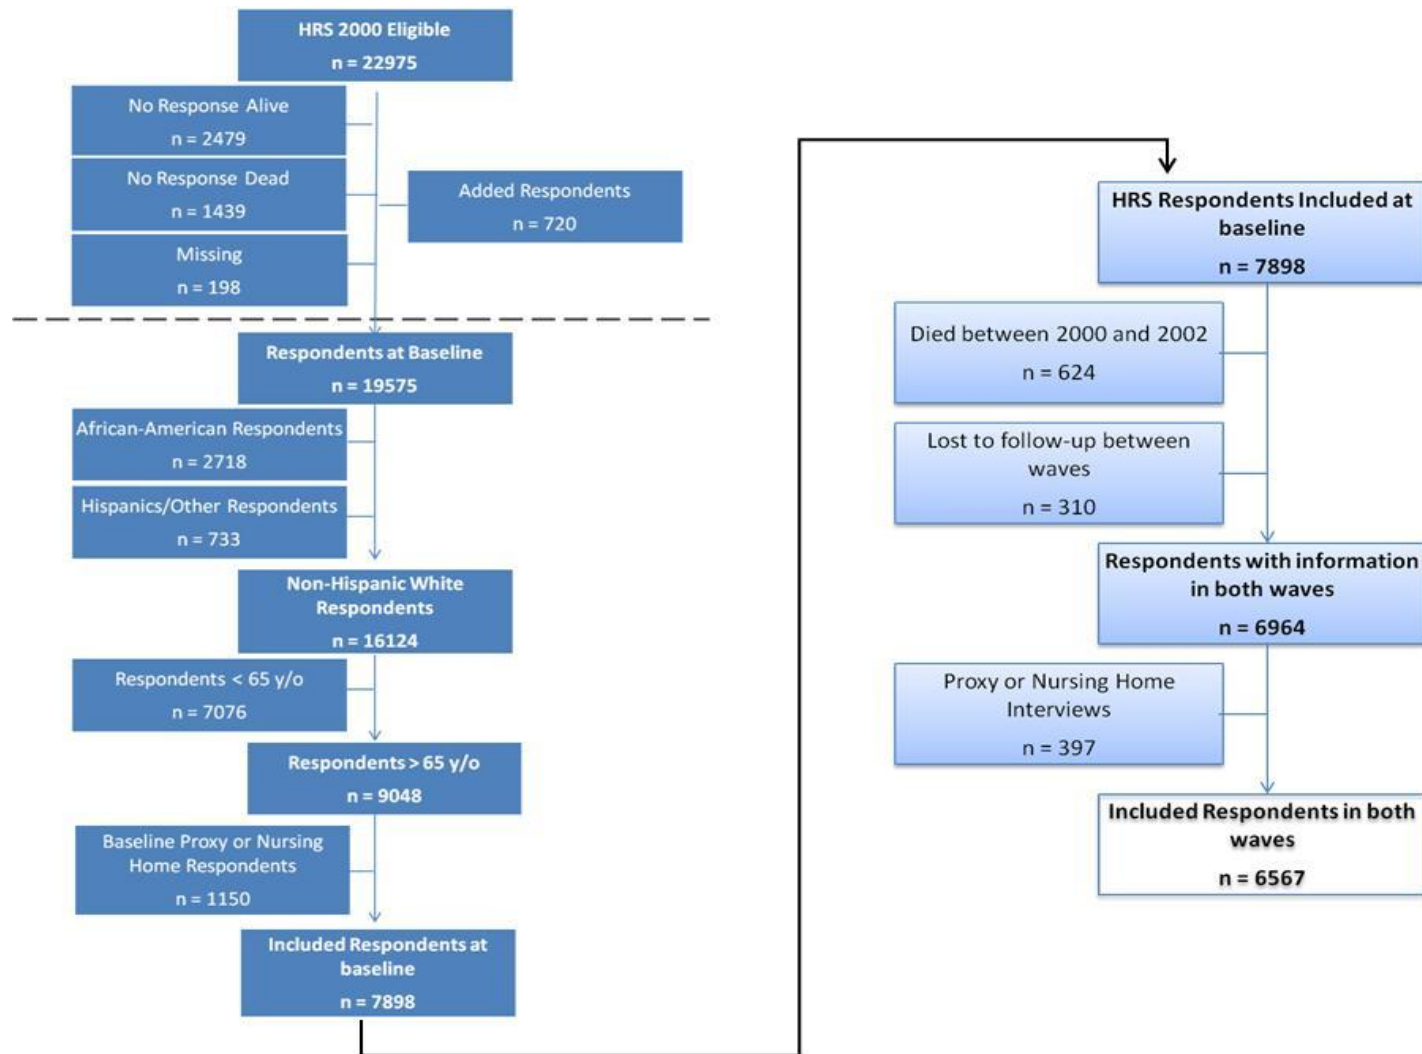 HRS 2000 Eligible
n = 22975
No Response Alive
n = 2479
No Response Dead
n = 1439
Added Respondents
n = 720
Missing
n = 198
Respondents at Baseline
n = 19575
African-American Respondents
n = 2718
Hispanics/Other Respondents
n = 733
Non-Hispanic White
Respondents
n = 16124
Respondents < 65 y/o
n = 7076
Respondents > 65 y/o
n = 9048
Baseline Proxy or Nursing
Home Respondents
n = 1150
Included Respondents at
baseline
n = 7898
HRS Respondents Included at
baseline
n = 7898
Died between 2000 and 2002
n = 624
Lost to follow-up between
waves
n = 310
Respondents with information
in both waves
n = 6964
Proxy or Nursing Home
Interviews
n = 397
Included Respondents in both
waves
n = 6567